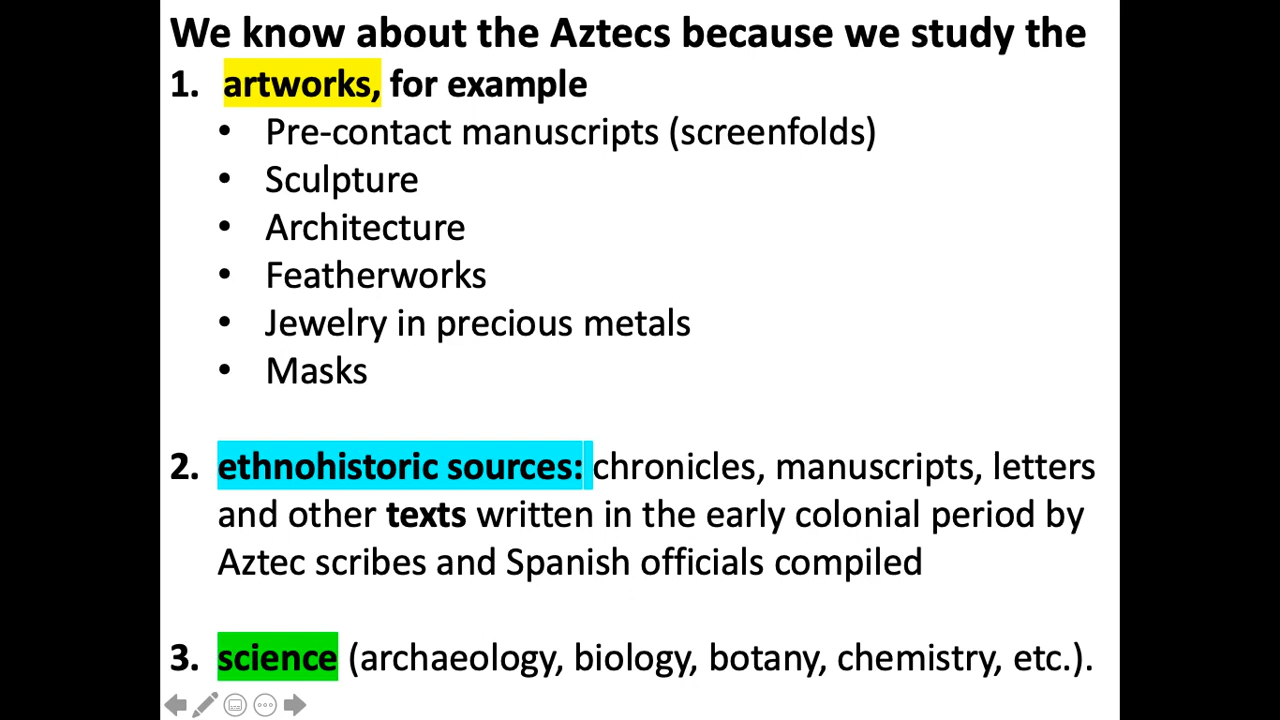 We know about the Aztecs because we study the
1. artworks, for example
• Pre-contact manuscripts (screenfolds)
• Sculpture
• Architecture
• Featherworks
• Jewelry in precious metals
• Masks
2. ethnohistoric sources: chronicles, manuscripts, letters
and other texts written in the early colonial period by
Aztec scribes and Spanish officials compiled
3. science (archaeology, biology, botany, chemistry, etc.).